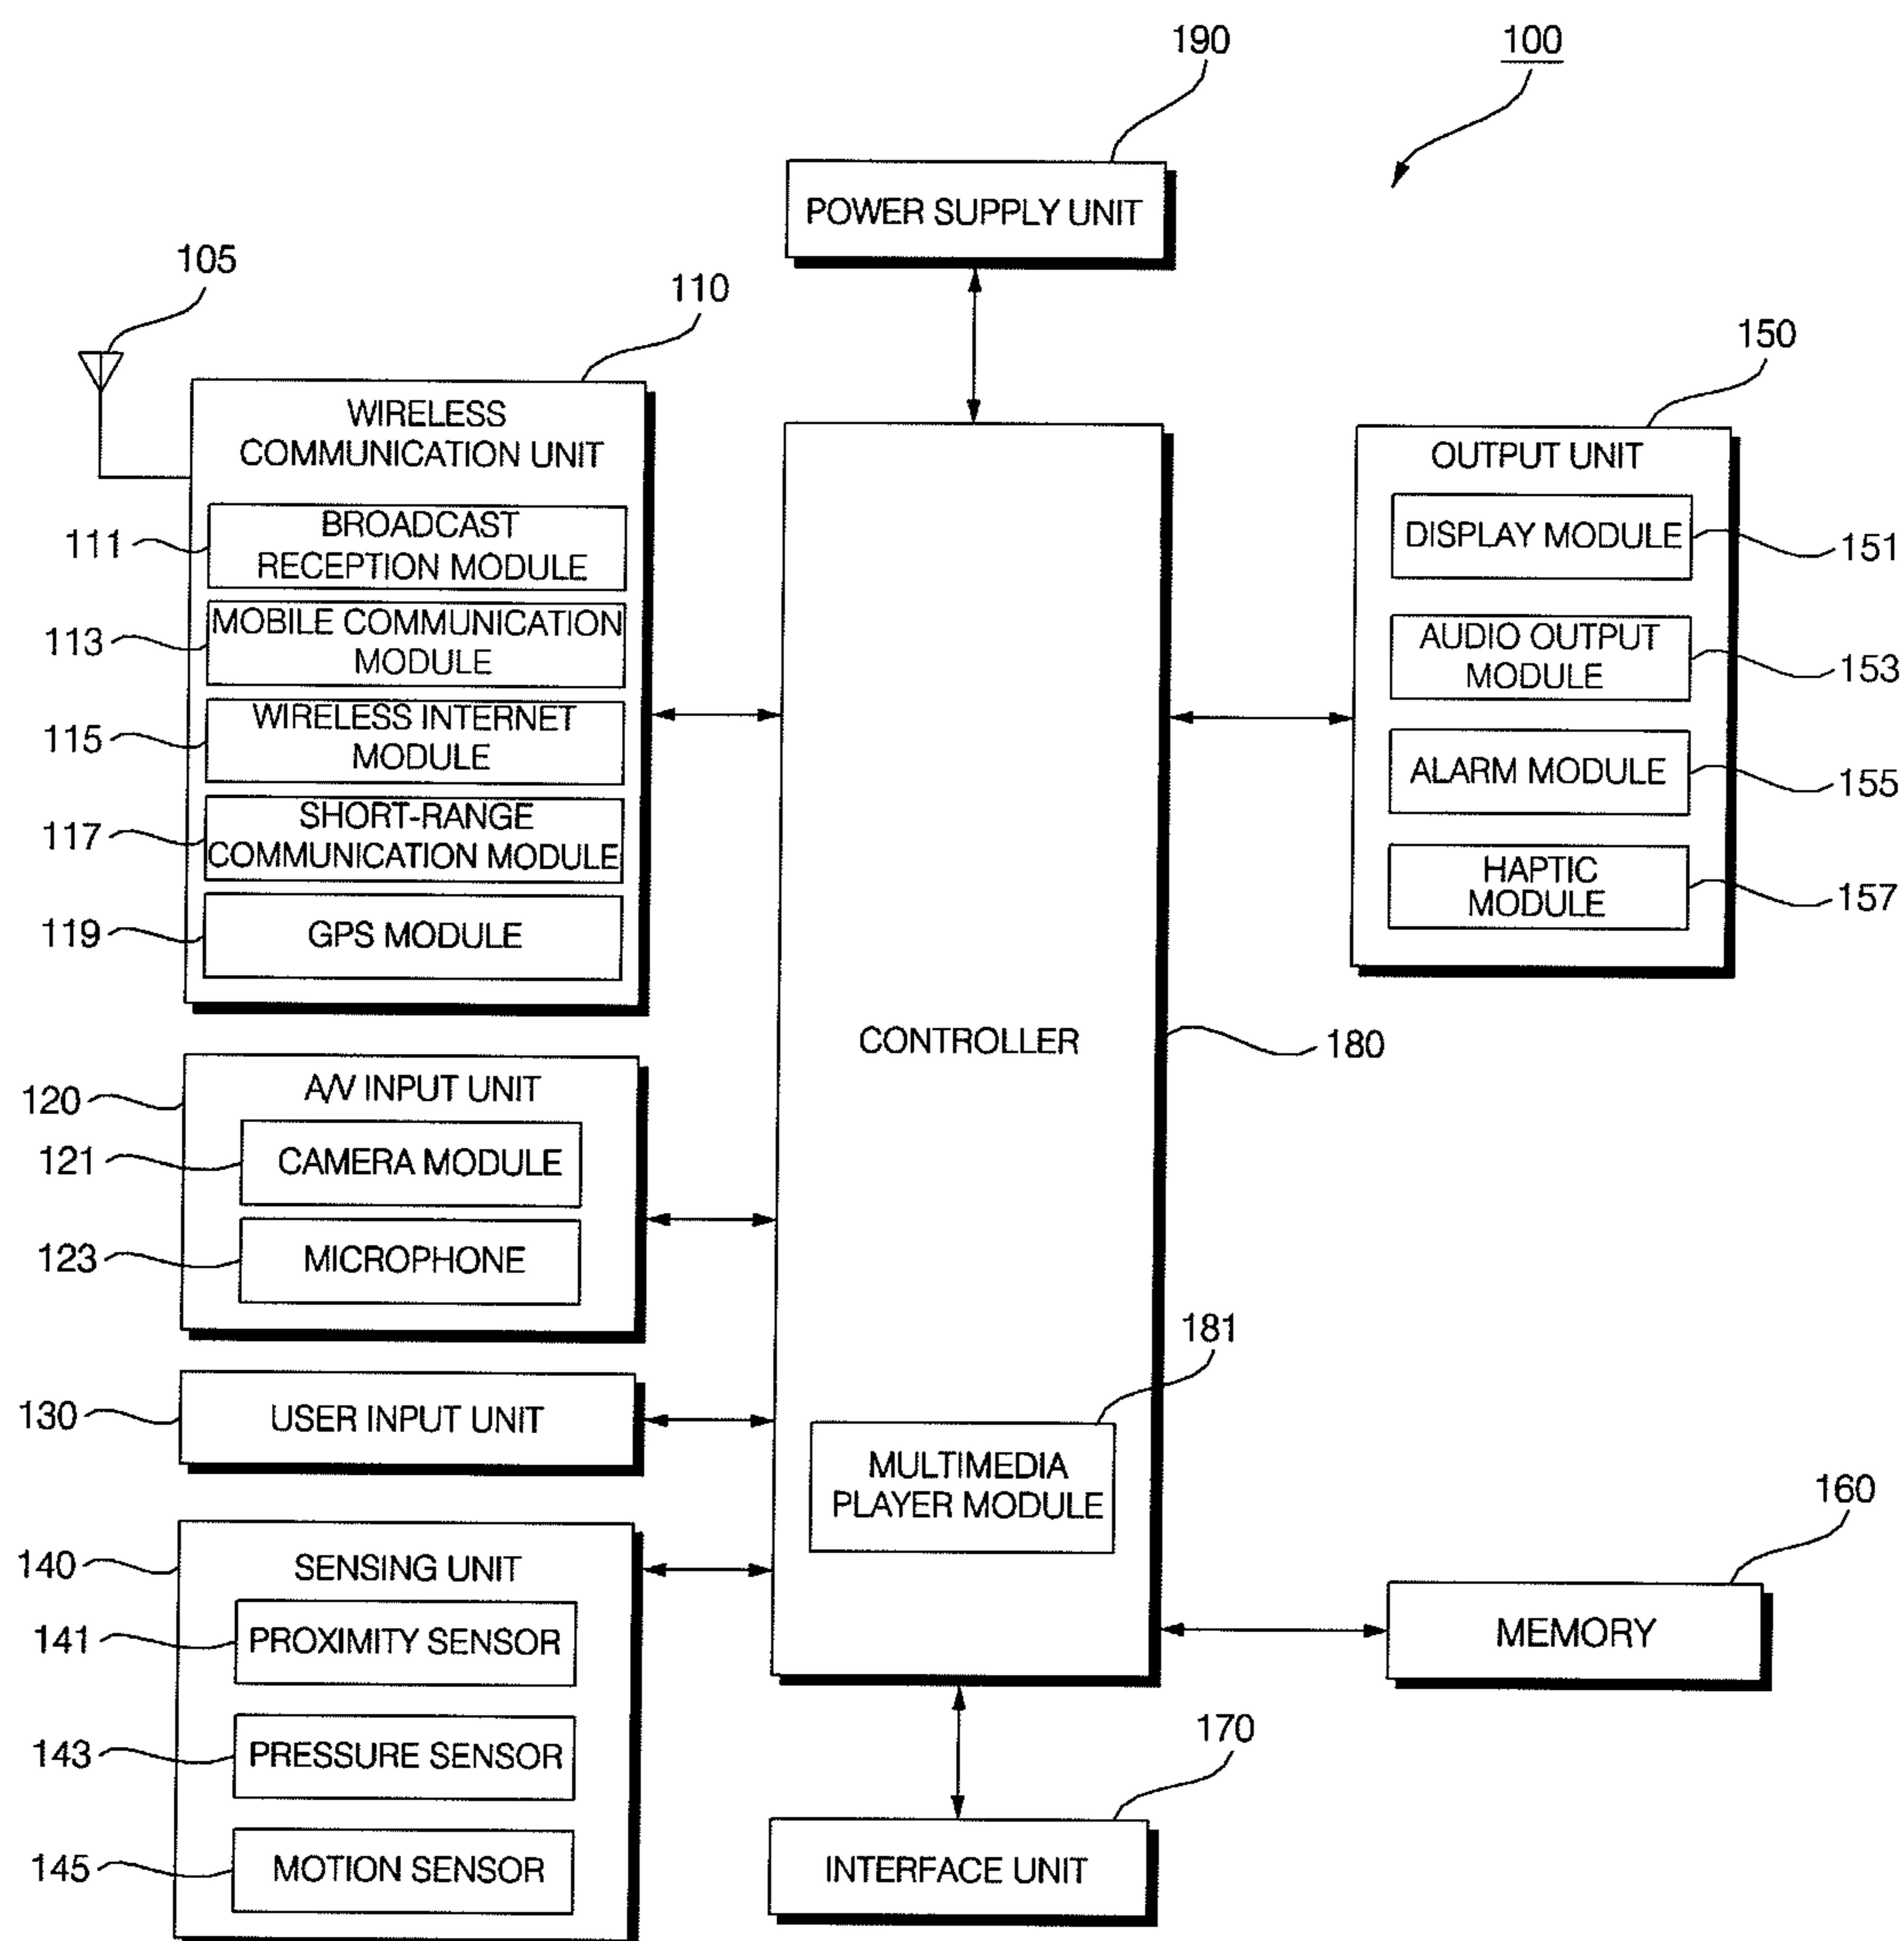 190
100
POWER SUPPLY UNIT
105
110
150
WIRELESS
COMMUNICATION UNIT
OUTPUT UNIT
BROADCAST
RECEPTION MODULE
111
DISPLAY MODULE
151
MOBILE COMMUNICATION
MODULE
113
AUDIO OUTPUT
MODULE
153
WIRELESS INTERNET
MODULE
115
ALARM MODULE
155
SHORT-RANGE
COMMUNICATION MODULE
117
HAPTIC
MODULE
157
119
GPS MODULE
CONTROLLER
180
120
A/V INPUT UNIT
121
CAMERA MODULE
123
MICROPHONE
181
130
USER INPUT UNIT
MULTIMEDIA
PLAYER MODULE
160
140
SENSING UNIT
141
PROXIMITY SENSOR
MEMORY
143
PRESSURE SENSOR
170
145
MOTION SENSOR
INTERFACE UNIT